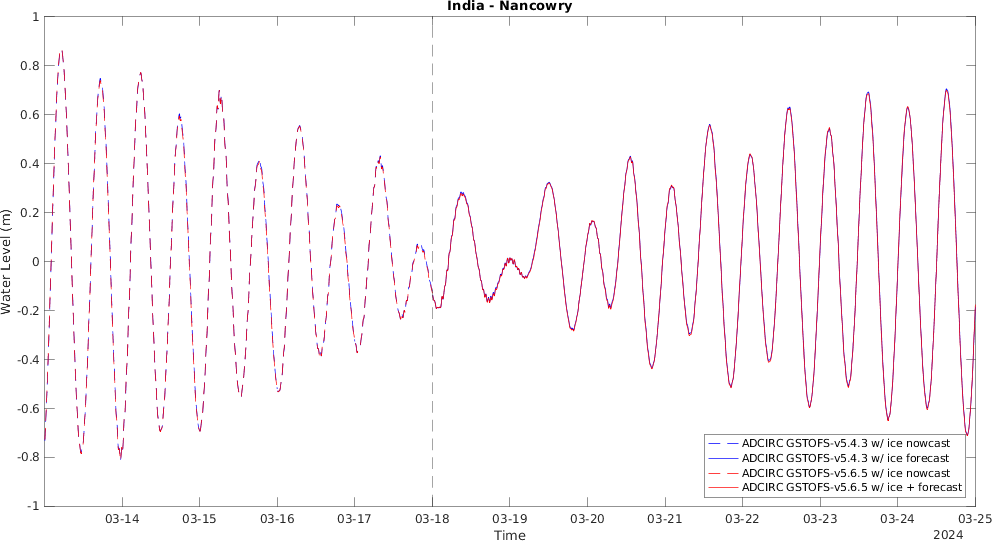 India - Nancowry
1
0.8
0.6
0.4
0.2
0
-0.2
-0.4
-0.6
-0.8
-1
Water Level (m)
ADCIRC GSTOFS-v5.4.3 w/ ice nowcast
ADCIRC GSTOFS-v5.4.3 w/ ice forecast
ADCIRC GSTOFS-v5.6.5 w/ ice nowcast
ADCIRC GSTOFS-v5.6.5 w/ ice + forecast
03-14 03-15 03-16 03-17 03-18 03-19 03-20 03-21 03-22 03-23 03-24 03-25
Time
2024